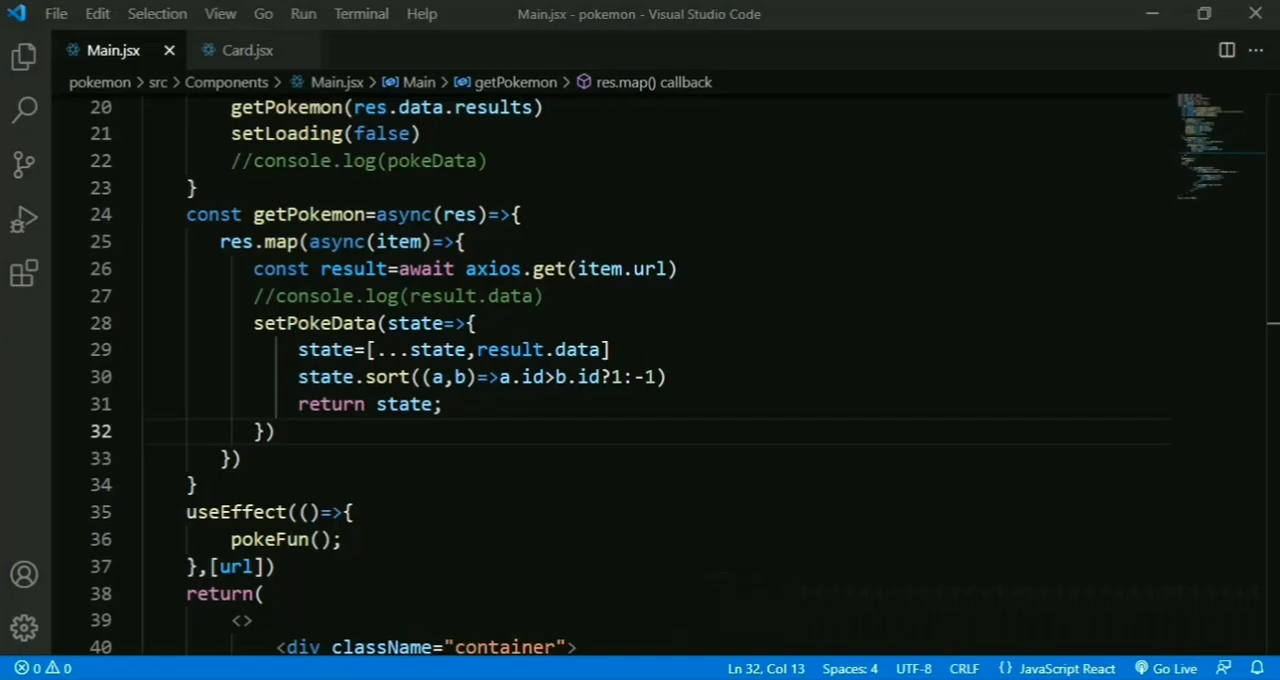 File Edit Selection View Go Run Terminal Help Main.jsx - pokemon - Visual Studio Code
Main.jsx Card.jsx
pokemon > src > Components > Main.jsx > Main > getPokemon > res.map() callback
20 getPokemon(res.data.results)
21 setLoading(false)
22 //console.log(pokeData)
23 }
24 const getPokemon=async(res)=>{
25 res.map(async(item)=>{
26 const result=await axios.get(item.url)
27 //console.log(result.data)
28 setPokeData(state=>{
29 state=[...state,result.data]
30 state.sort((a,b)=>a.id>b.id?1:-1)
31 return state;
32 })
33 })
34 }
35 useEffect(()=>{
36 pokeFun();
37 },[url])
38 return(
39 <>
40 <div className="container">
0 0 Ln 32, Col 13 Spaces: 4 UTF-8 CRLF {} JavaScript React Go Live